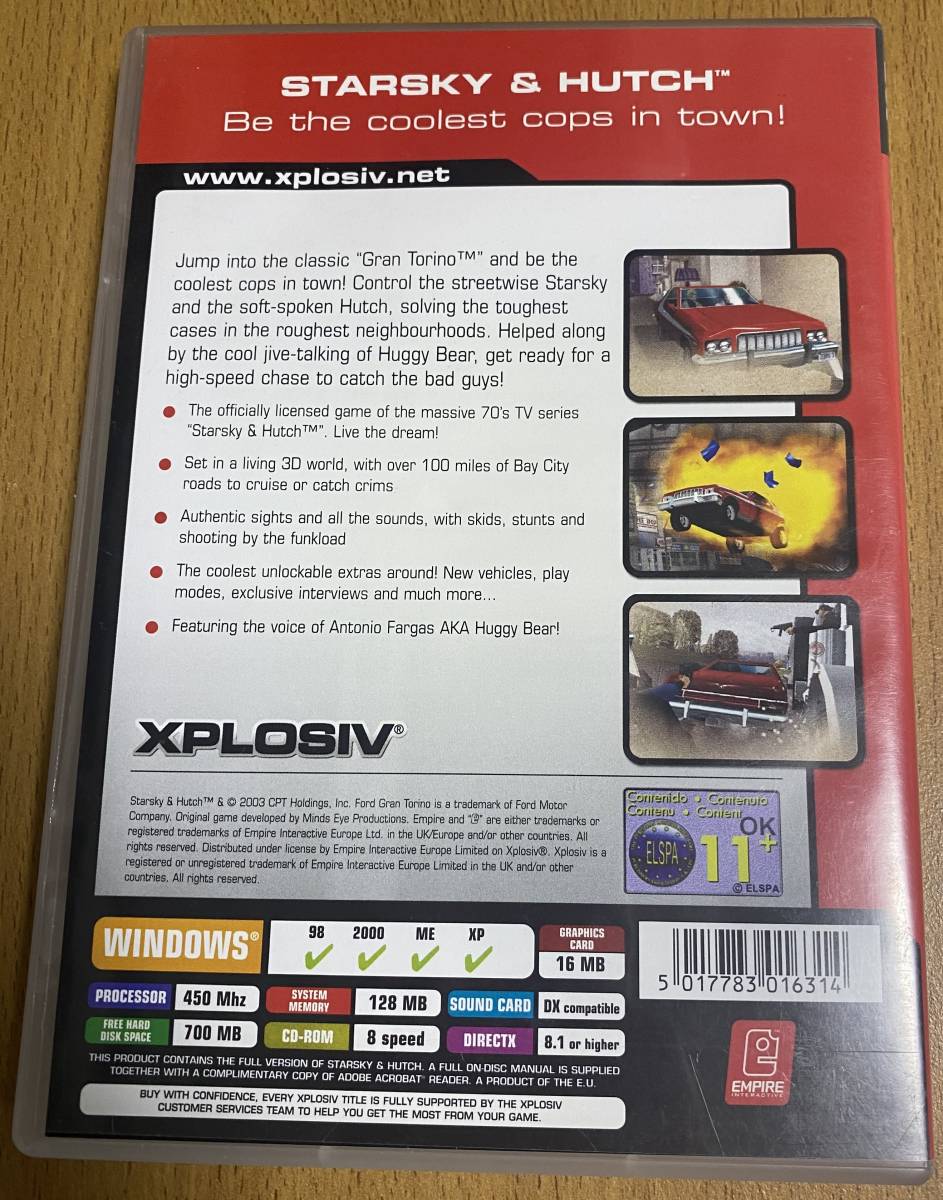 STARSKY & HUTCH™
Be the coolest cops in town!
www.xplosiv.net
Jump into the classic “Gran Torino™” and be the
coolest cops in town! Control the streetwise Starsky
and the soft-spoken Hutch, solving the toughest
cases in the roughest neighbourhoods. Helped along
by the cool jive-talking of Huggy Bear, get ready for a
high-speed chase to catch the bad guys!
The officially licensed game of the massive 70's TV series
“Starsky & Hutch™”. Live the dream!
Set in a living 3D world, with over 100 miles of Bay City
roads to cruise or catch crims
Authentic sights and all the sounds, with skids, stunts and
shooting by the funkload
The coolest unlockable extras around! New vehicles, play
modes, exclusive interviews and much more...
Featuring the voice of Antonio Fargas AKA Huggy Bear!
XPLOSIV®
Starsky & Hutch™ & © 2003 CPT Holdings, Inc. Ford Gran Torino is a trademark of Ford Motor
Company. Original game developed by Minds Eye Productions. Empire and “ ” are either trademarks or
registered trademarks of Empire Interactive Europe Ltd. in the UK/Europe and/or other countries. All
rights reserved. Distributed under license by Empire Interactive Europe Limited on Xplosiv®. Xplosiv is a
registered or unregistered trademark of Empire Interactive Europe Limited in the UK and/or other
countries. All rights reserved.
Contenido • Contenuto
Contenu • Content
OK
ELSPA
11+
© ELSPA
WINDOWS®
98 2000 ME XP
GRAPHICS
CARD
16 MB
PROCESSOR 450 Mhz
SYSTEM
MEMORY
128 MB
SOUND CARD DX compatible
FREE HARD
DISK SPACE
700 MB
CD-ROM 8 speed
DIRECTX 8.1 or higher
5 017783 016314
THIS PRODUCT CONTAINS THE FULL VERSION OF STARSKY & HUTCH. A FULL ON-DISC MANUAL IS SUPPLIED
TOGETHER WITH A COMPLIMENTARY COPY OF ADOBE ACROBAT® READER. A PRODUCT OF THE E.U.
BUY WITH CONFIDENCE, EVERY XPLOSIV TITLE IS FULLY SUPPORTED BY THE XPLOSIV
CUSTOMER SERVICES TEAM TO HELP YOU GET THE MOST FROM YOUR GAME.
EMPIRE
INTERACTIVE